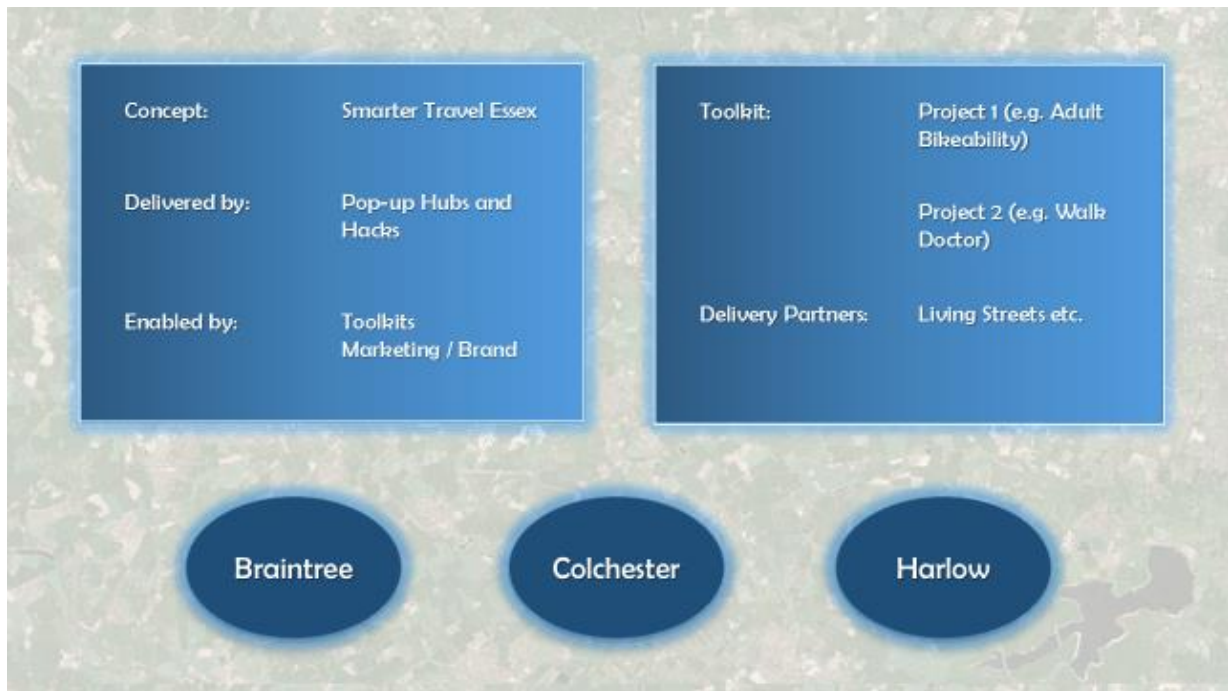 Concept: Smarter Travel Essex
Delivered by: Pop-up Hubs and
Hacks
Enabled by: Toolkits
Marketing / Brand
Toolkit: Project 1 (e.g. Adult
Bikeability)
Project 2 (e.g. Walk
Doctor)
Delivery Partners: Living Streets etc.
Braintree
Colchester
Harlow